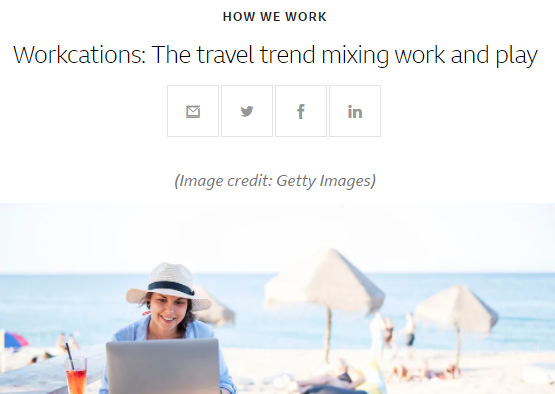 HOW WE WORK
Workcations: The travel trend mixing work and play
(Image credit: Getty Images)